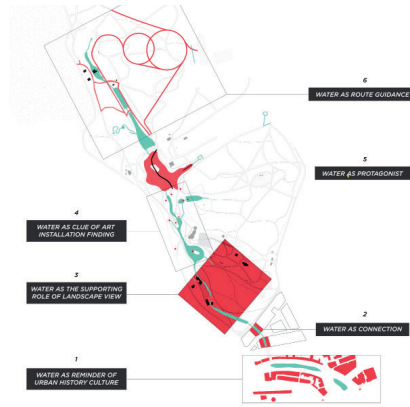 6
WATER AS ROUTE GUIDANCE
5
WATER AS PROTAGONIST
4
WATER AS CLUE OF ART
INSTALLATION FINDING
3
WATER AS THE SUPPORTING
ROLE OF LANDSCAPE VIEW
2
WATER AS CONNECTION
1
WATER AS REMINDER OF
URBAN HISTORY CULTURE